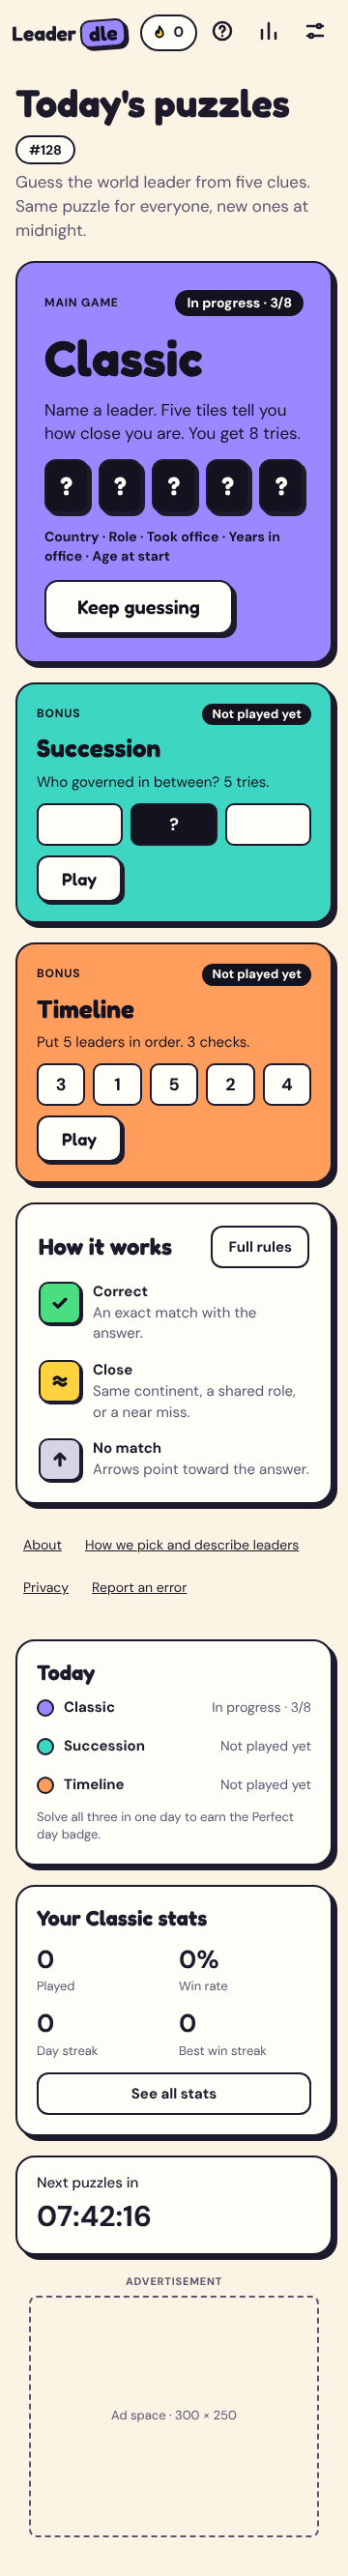 Leader dle 0
Today's puzzles
#128
Guess the world leader from five clues.
Same puzzle for everyone, new ones at
midnight.
MAIN GAME
In progress · 3/8
Classic
Name a leader. Five tiles tell you
how close you are. You get 8 tries.
? ? ? ? ?
Country · Role · Took office · Years in
office · Age at start
Keep guessing
BONUS
Not played yet
Succession
Who governed in between? 5 tries.
?
Play
BONUS
Not played yet
Timeline
Put 5 leaders in order. 3 checks.
3 1 5 2 4
Play
How it works
Full rules
Correct
An exact match with the
answer.
≈
Close
Same continent, a shared role,
or a near miss.
↑
No match
Arrows point toward the answer.
About How we pick and describe leaders
Privacy Report an error
Today
Classic In progress · 3/8
Succession Not played yet
Timeline Not played yet
Solve all three in one day to earn the Perfect
day badge.
Your Classic stats
0 0%
Played Win rate
0 0
Day streak Best win streak
See all stats
Next puzzles in
07:42:16
ADVERTISEMENT
Ad space · 300 × 250